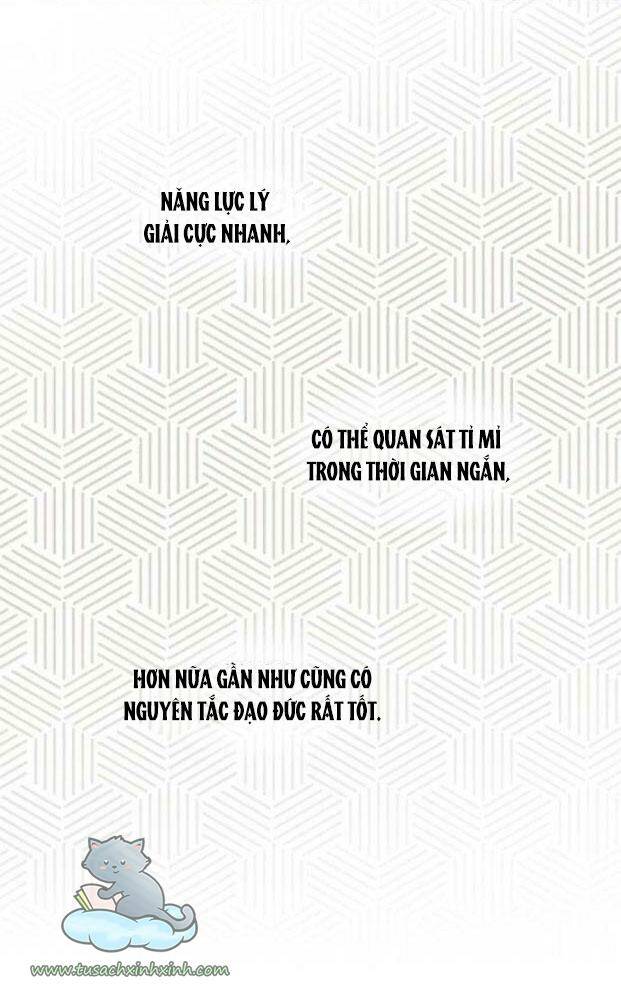 NĂNG LỰC LÝ
GIẢI CỰC NHANH,
CÓ THỂ QUAN SÁT TỈ MỈ
TRONG THỜI GIAN NGẮN,
HƠN NỮA GẦN NHƯ CŨNG CÓ
NGUYÊN TẮC ĐẠO ĐỨC RẤT TỐT.
www.tusachxinhxinh.com